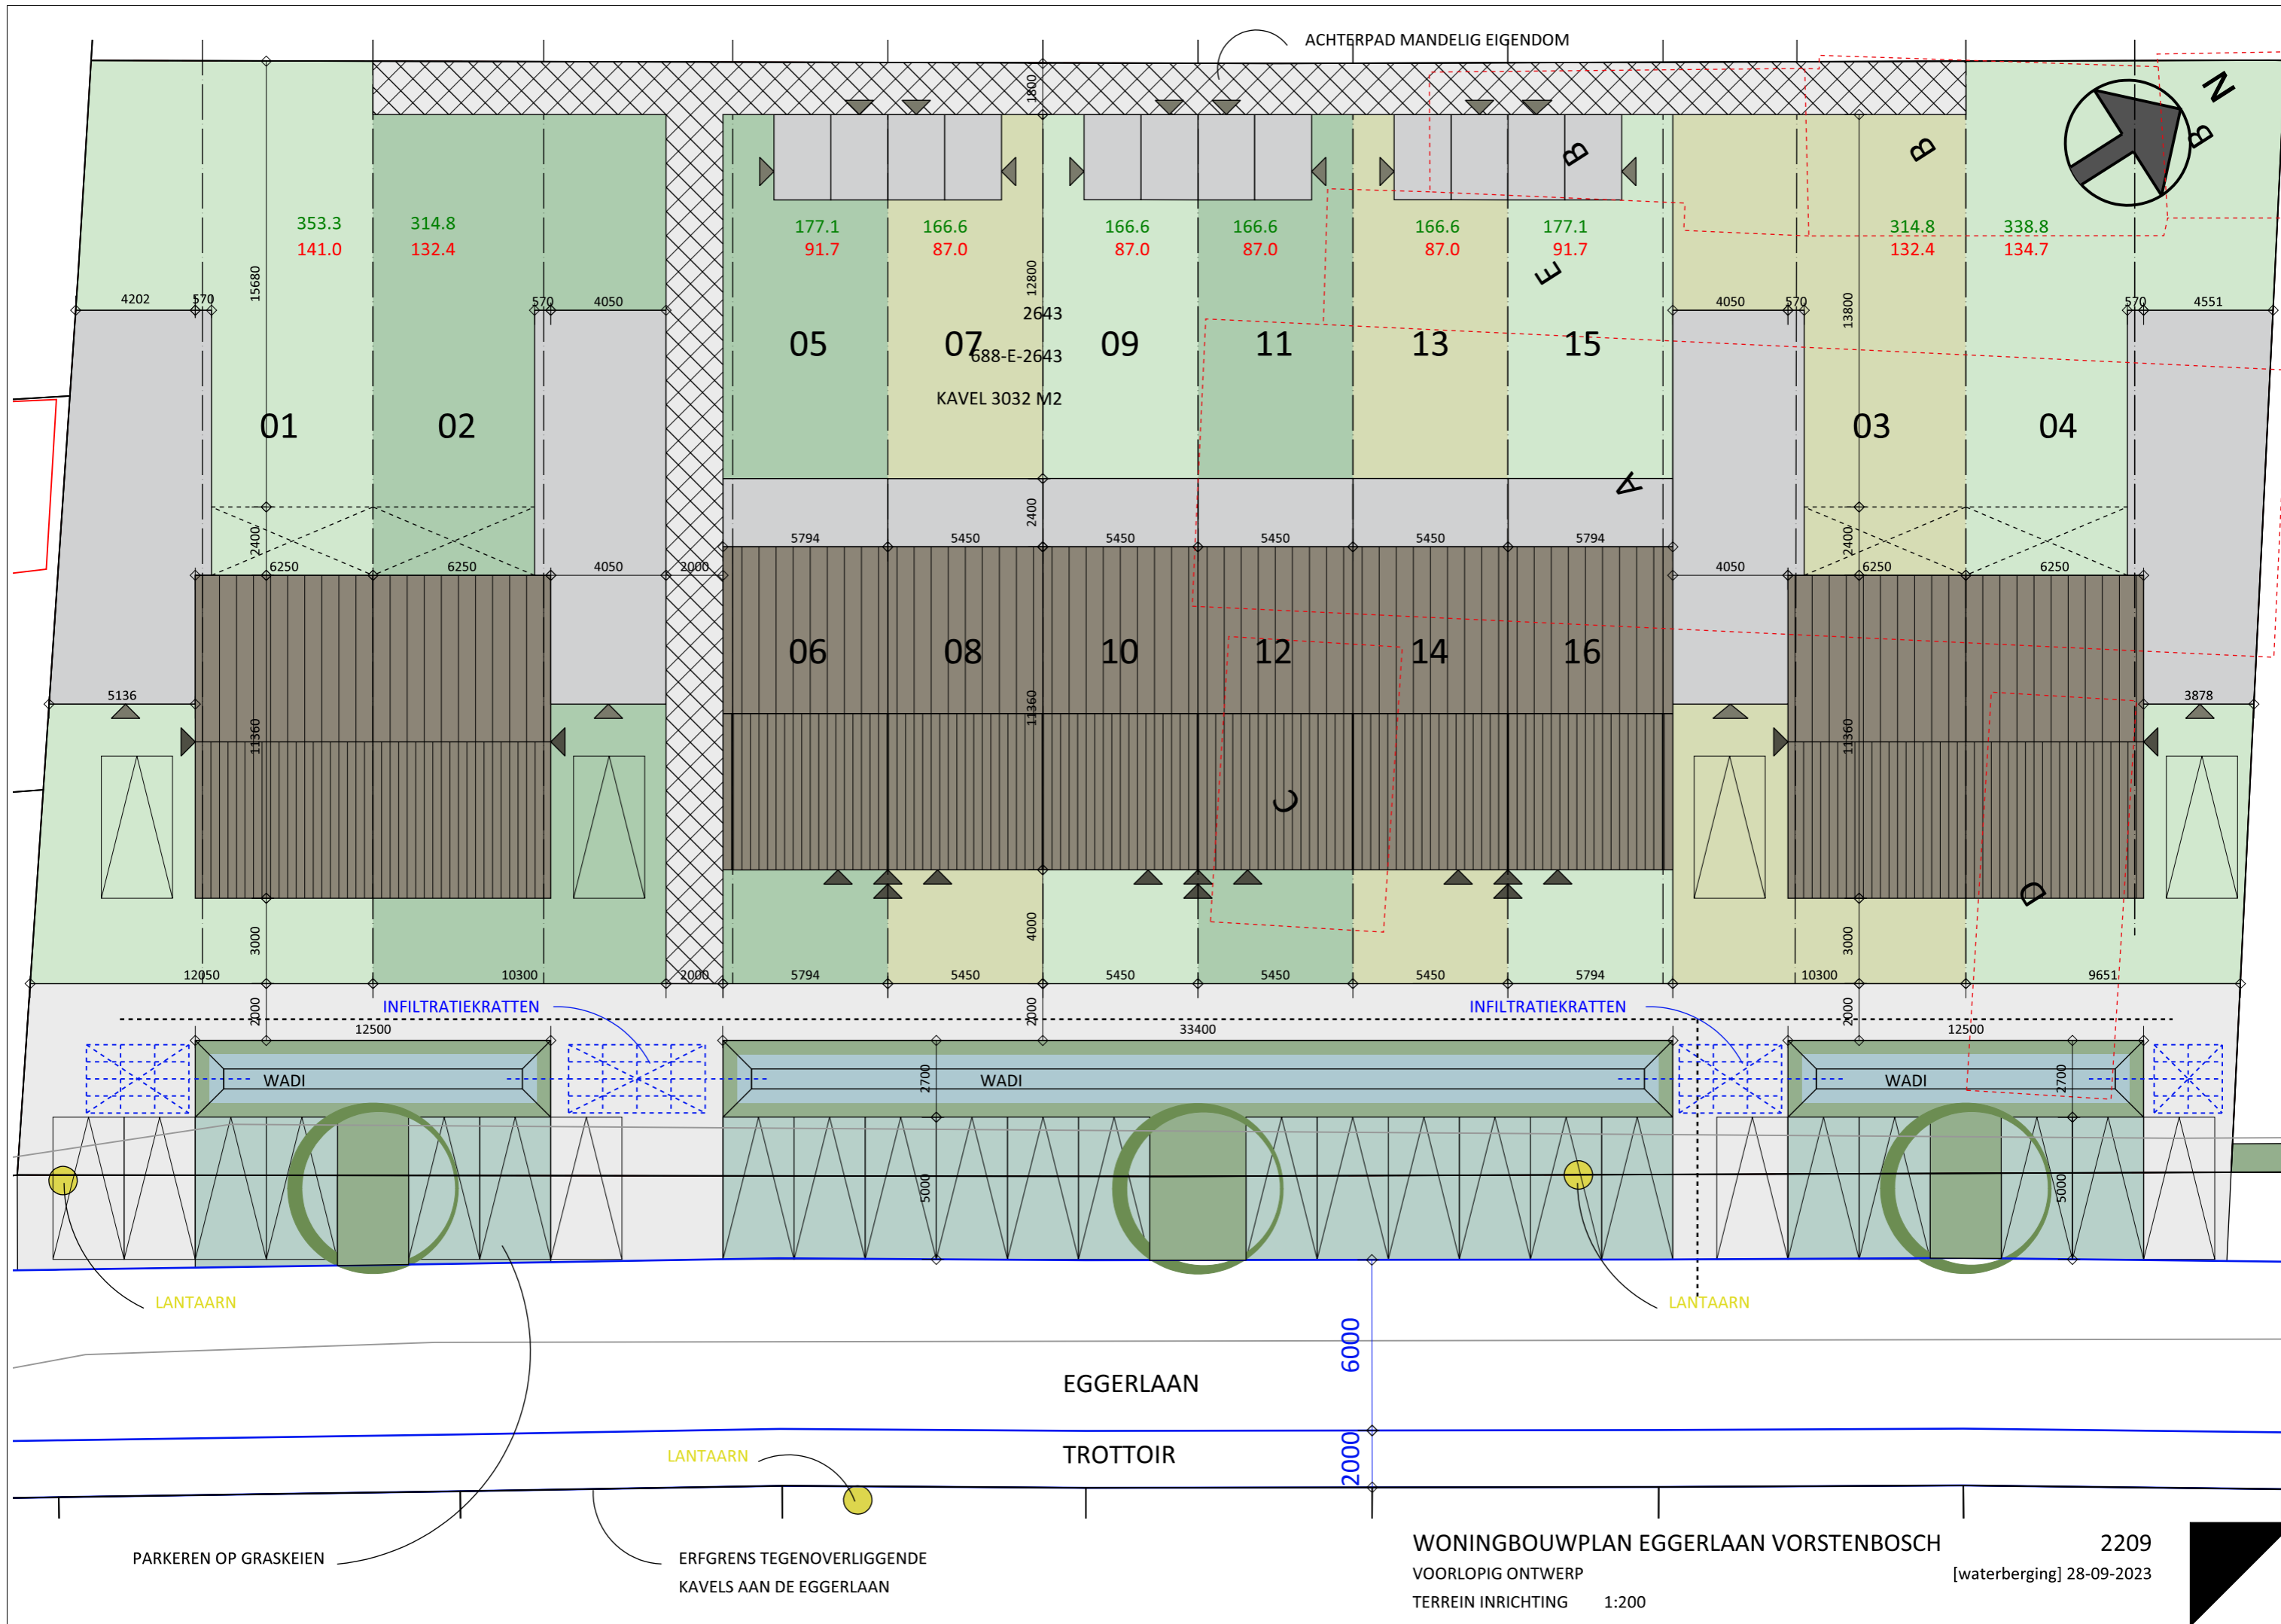 ACHTERPAD MANDELIG EIGENDOM
N
1800
B
B
B
353.3 314.8 177.1 166.6 166.6 166.6 166.6 177.1 314.8 338.8
141.0 132.4 91.7 87.0 87.0 87.0 87.0 91.7 132.4 134.7
15680
12800
E
4202 570 570 4050 4050 570 570 4551
13800
2643
05 07 09 11 13 15
688-E-2643
KAVEL 3032 M2
01 02 03 04
A
2400 2400 2400
5794 5450 5450 5450 5450 5794
6250 6250 4050 2000 4050 6250 6250
06 08 10 12 14 16
5136 3878
11360 11360 11360
C
D
3000 4000 3000
12050 10300 2000 5794 5450 5450 5450 5450 5794 10300 9651
INFILTRATIEKRATTEN INFILTRATIEKRATTEN
2000 2000 2000
12500 33400 12500
WADI WADI WADI
2700 2700
5000 5000
LANTAARN LANTAARN
6000
EGGERLAAN
LANTAARN
TROTTOIR
2000
PARKEREN OP GRASKEIEN
ERFGRENS TEGENOVERLIGGENDE
KAVELS AAN DE EGGERLAAN
WONINGBOUWPLAN EGGERLAAN VORSTENBOSCH 2209
VOORLOPIG ONTWERP [waterberging] 28-09-2023
TERREIN INRICHTING 1:200